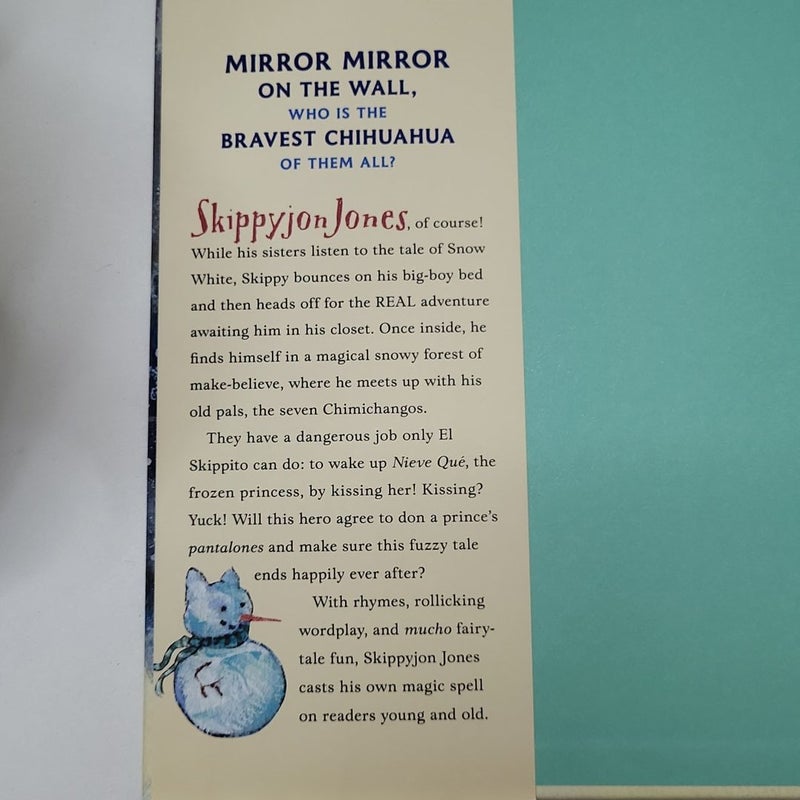 MIRROR MIRROR
ON THE WALL,
WHO IS THE
BRAVEST CHIHUAHUA
OF THEM ALL?
Skippyjon Jones, of course!
While his sisters listen to the tale of Snow
White, Skippy bounces on his big-boy bed
and then heads off for the REAL adventure
awaiting him in his closet. Once inside, he
finds himself in a magical snowy forest of
make-believe, where he meets up with his
old pals, the seven Chimichangos.
They have a dangerous job only El
Skippito can do: to wake up Nieve Qué, the
frozen princess, by kissing her! Kissing?
Yuck! Will this hero agree to don a prince's
pantalones and make sure this fuzzy tale
ends happily ever after?
With rhymes, rollicking
wordplay, and mucho fairy-
tale fun, Skippyjon Jones
casts his own magic spell
on readers young and old.